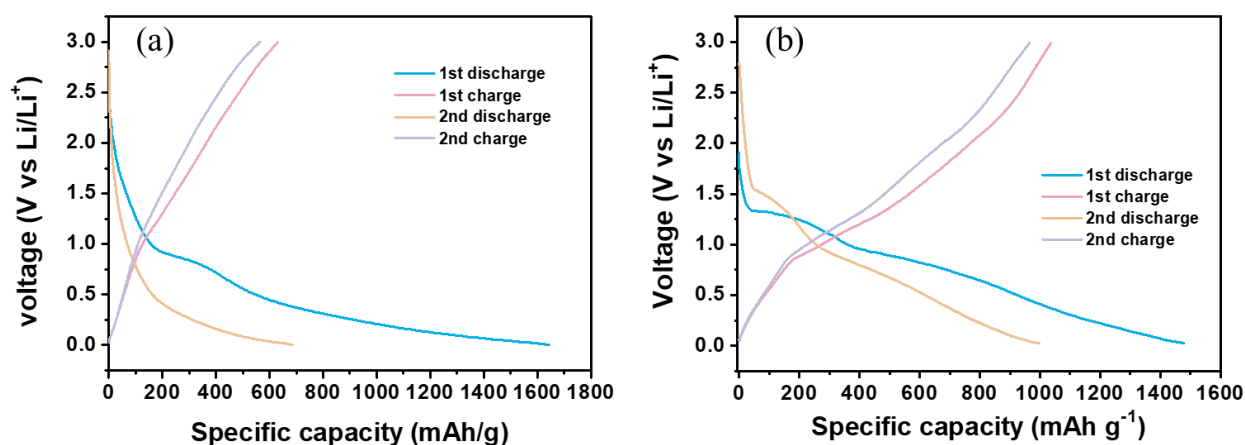 (a)
voltage (V vs Li/Li⁺)
3.0
2.5
2.0
1.5
1.0
0.5
0.0
1st discharge
1st charge
2nd discharge
2nd charge
0 200 400 600 800 1000 1200 1400 1600 1800
Specific capacity (mAh/g)
(b)
Voltage (V vs Li/Li⁺)
3.0
2.5
2.0
1.5
1.0
0.5
0.0
1st discharge
1st charge
2nd discharge
2nd charge
0 200 400 600 800 1000 1200 1400 1600
Specific capacity (mAh g⁻¹)